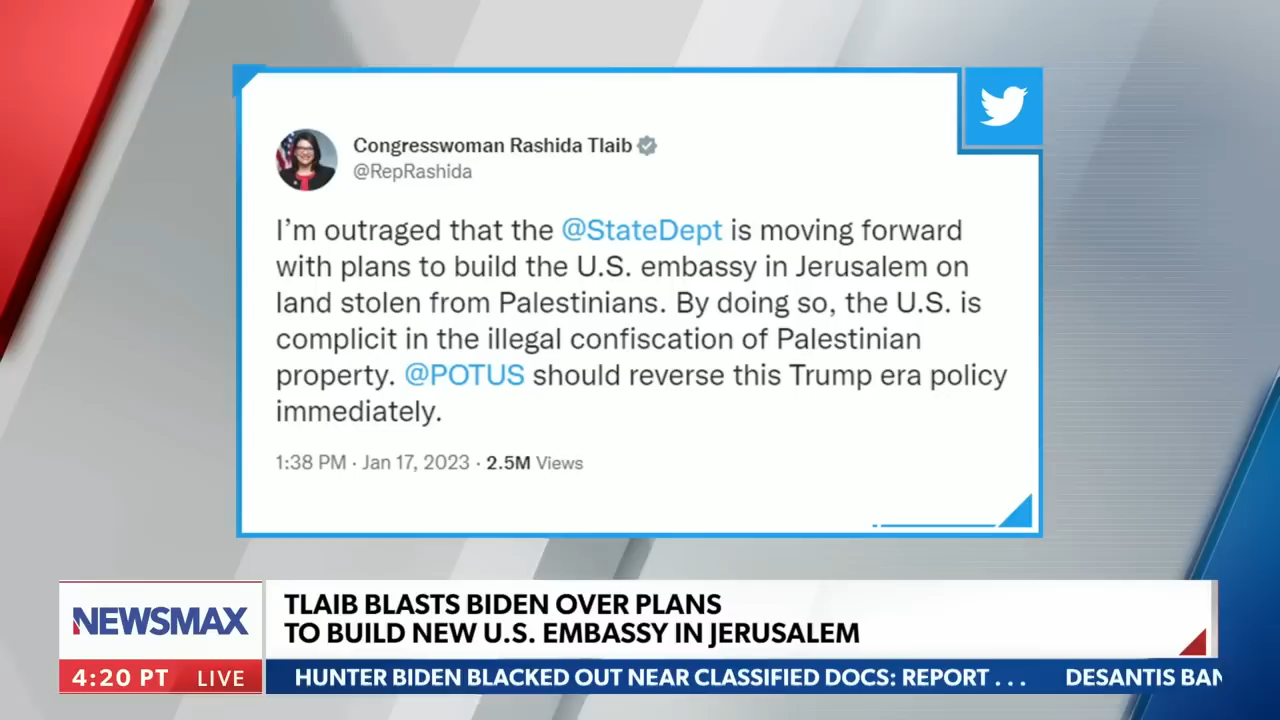 Congresswoman Rashida Tlaib
@RepRashida
I’m outraged that the @StateDept is moving forward
with plans to build the U.S. embassy in Jerusalem on
land stolen from Palestinians. By doing so, the U.S. is
complicit in the illegal confiscation of Palestinian
property. @POTUS should reverse this Trump era policy
immediately.
1:38 PM · Jan 17, 2023 · 2.5M Views
NEWSMAX
TLAIB BLASTS BIDEN OVER PLANS
TO BUILD NEW U.S. EMBASSY IN JERUSALEM
4:20 PT LIVE
HUNTER BIDEN BLACKED OUT NEAR CLASSIFIED DOCS: REPORT . . . DESANTIS